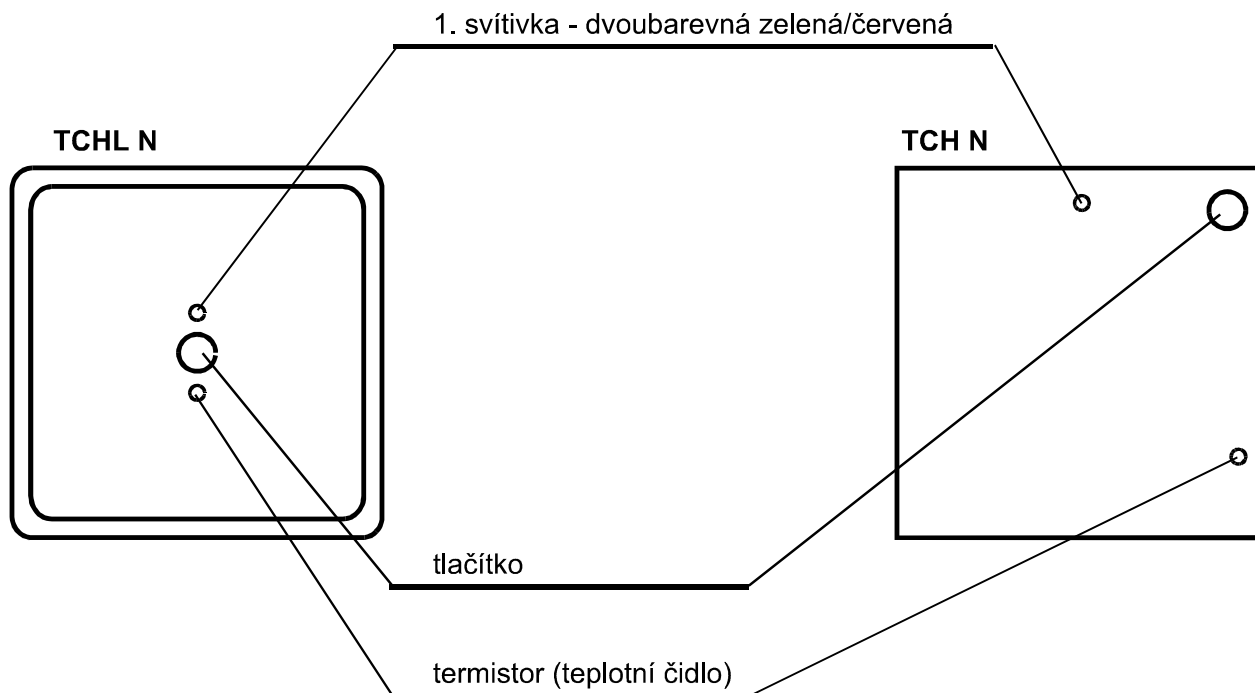 1. svítivka - dvoubarevná zelená/červená
TCHL N
TCH N
tlačítko
termistor (teplotní čidlo)